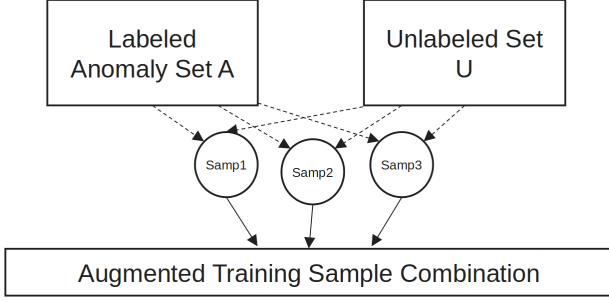 Labeled
Anomaly Set A
Unlabeled Set
U
Samp1
Samp2
Samp3
Augmented Training Sample Combination